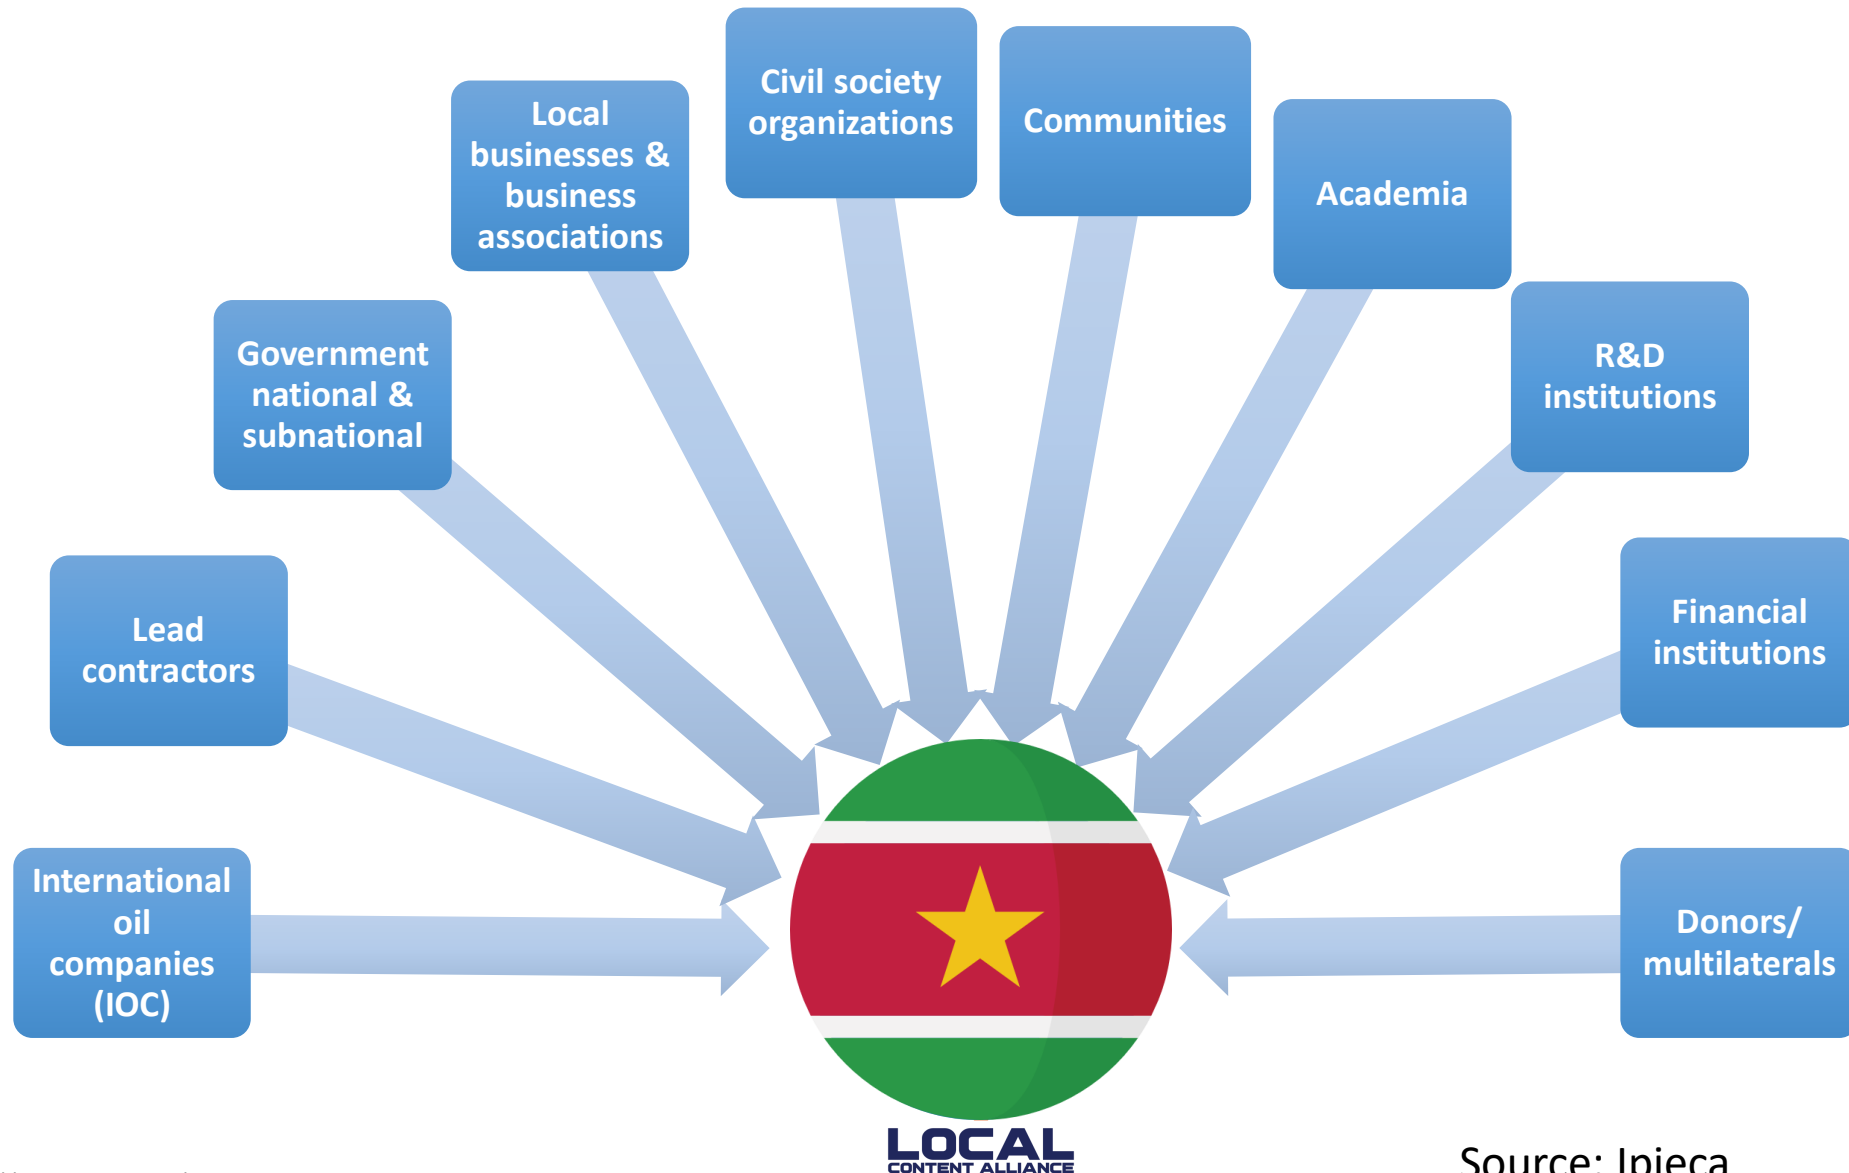 Civil society
organizations
Communities
Local
businesses &
business
associations
Academia
Government
national &
subnational
R&D
institutions
Lead
contractors
Financial
institutions
International
oil
companies
(IOC)
Donors/
multilaterals
LOCAL
CONTENT ALLIANCE
Source: Ipieca